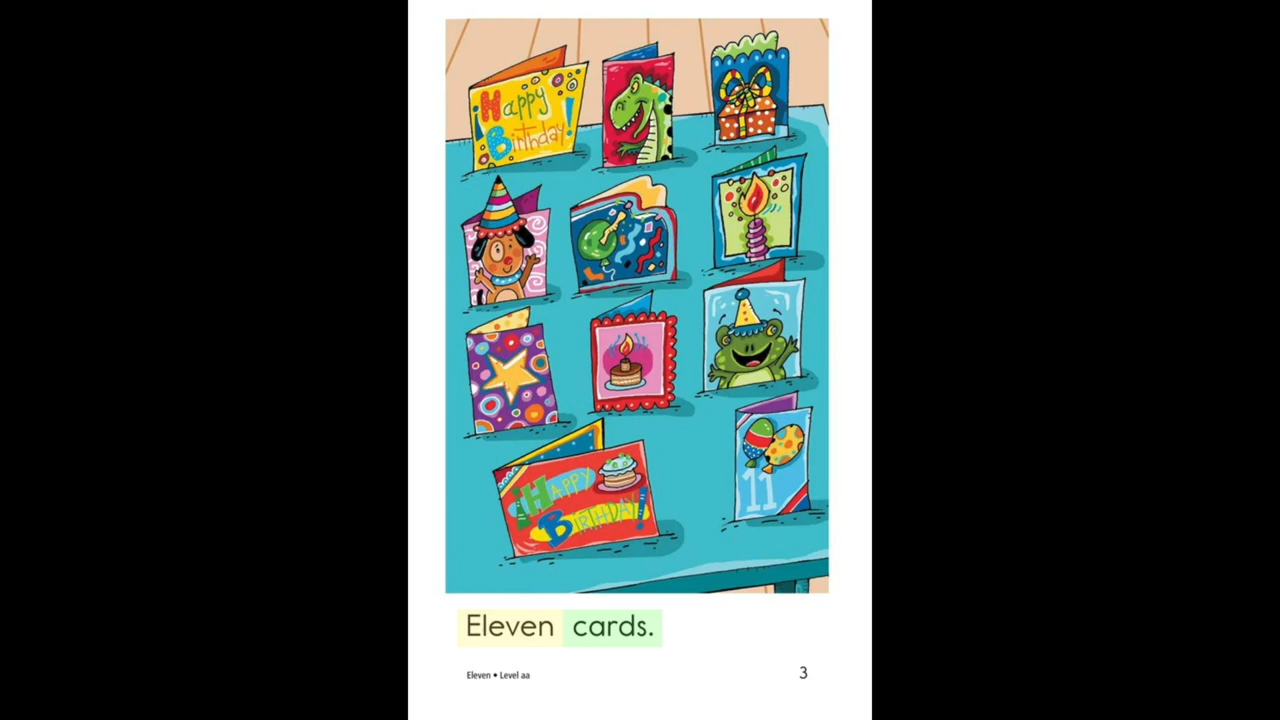 ¡Happy
Birthday!
11
¡HAPPY
BIRTHDAY!
Eleven cards.
Eleven • Level aa
3